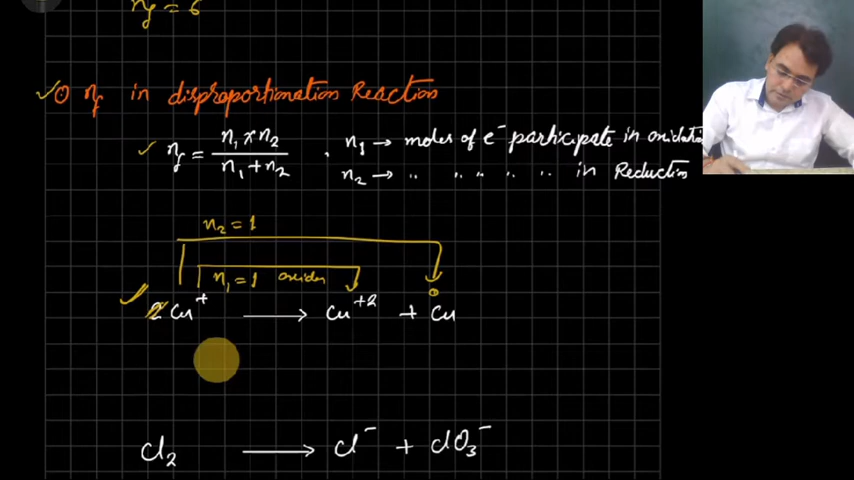 n_f = 6
✓⊙ n_f in disproportionation Reaction
✓ n_f = (n₁ × n₂)/(n₁ + n₂) . n₁ → moles of e⁻ participate in oxidation
n₂ → " " " " " in Reduction
n₂ = 1
n₁ = 1 oxidn
0
2Cu⁺ → Cu⁺² + Cu
Cl₂ → Cl⁻ + ClO₃⁻